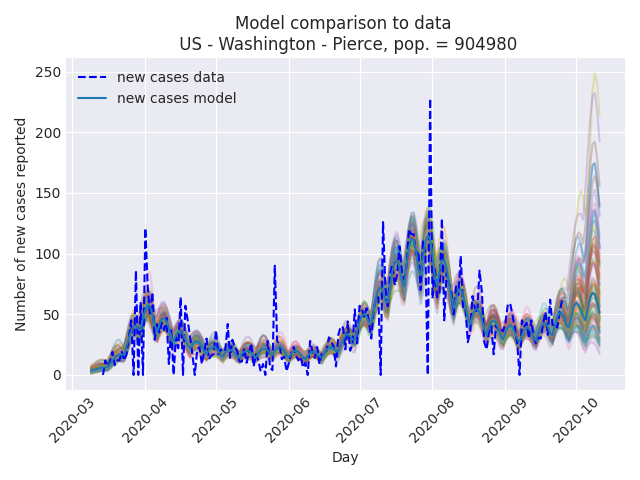 Model comparison to data
US - Washington - Pierce, pop. = 904980
new cases data
new cases model
Number of new cases reported
250
200
150
100
50
0
2020-03
2020-04
2020-05
2020-06
2020-07
2020-08
2020-09
2020-10
Day